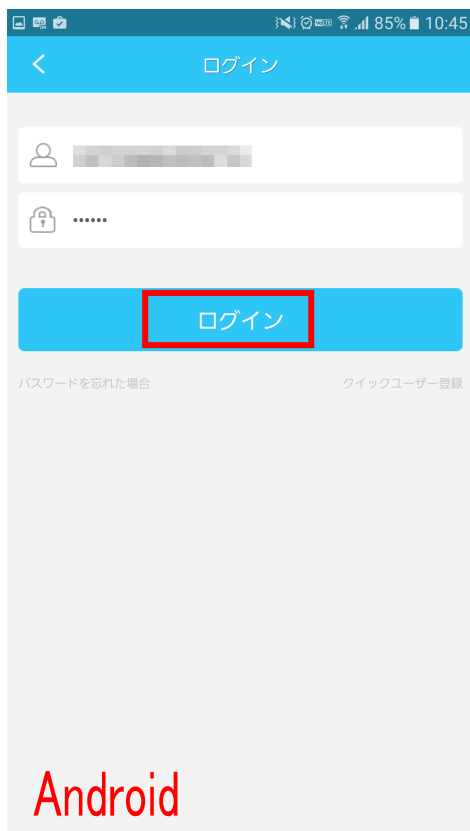 85% 10:45
ログイン
••••••
ログイン
パスワードを忘れた場合
クイックユーザー登録
Android